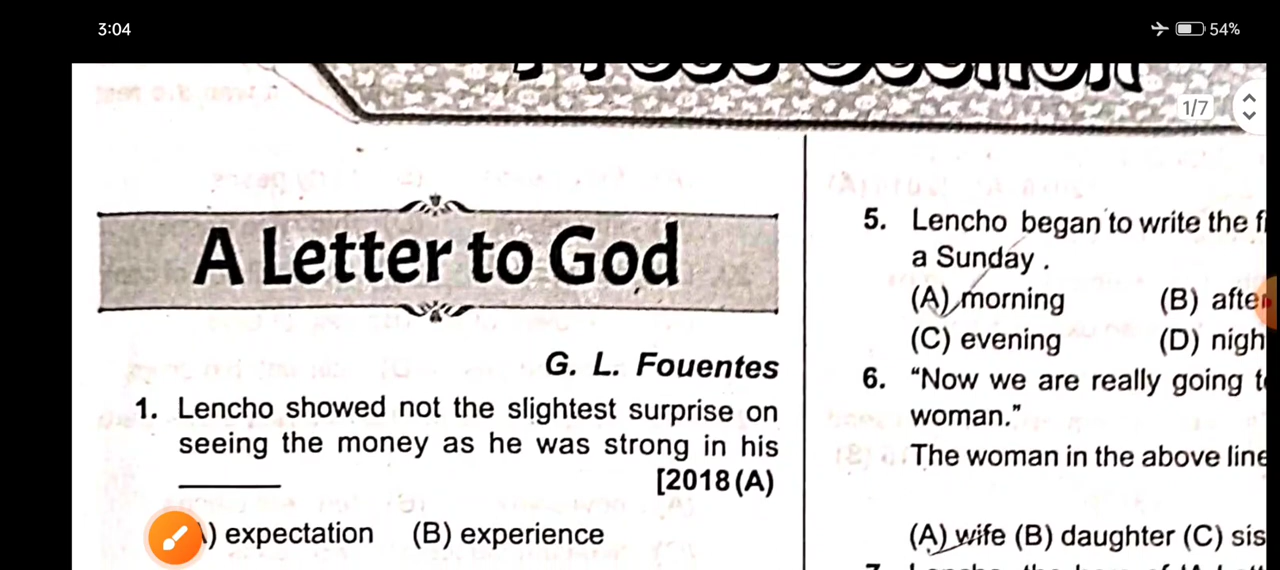 3:04
54%
1/7
A Letter to God
G. L. Fouentes
1. Lencho showed not the slightest surprise on
seeing the money as he was strong in his
[2018 (A)
expectation (B) experience
5. Lencho began to write the
a Sunday .
(A) morning (B)
(C) evening (D)
6. "Now we are really going
woman."
The woman in the above line
(A) wife (B) daughter (C)